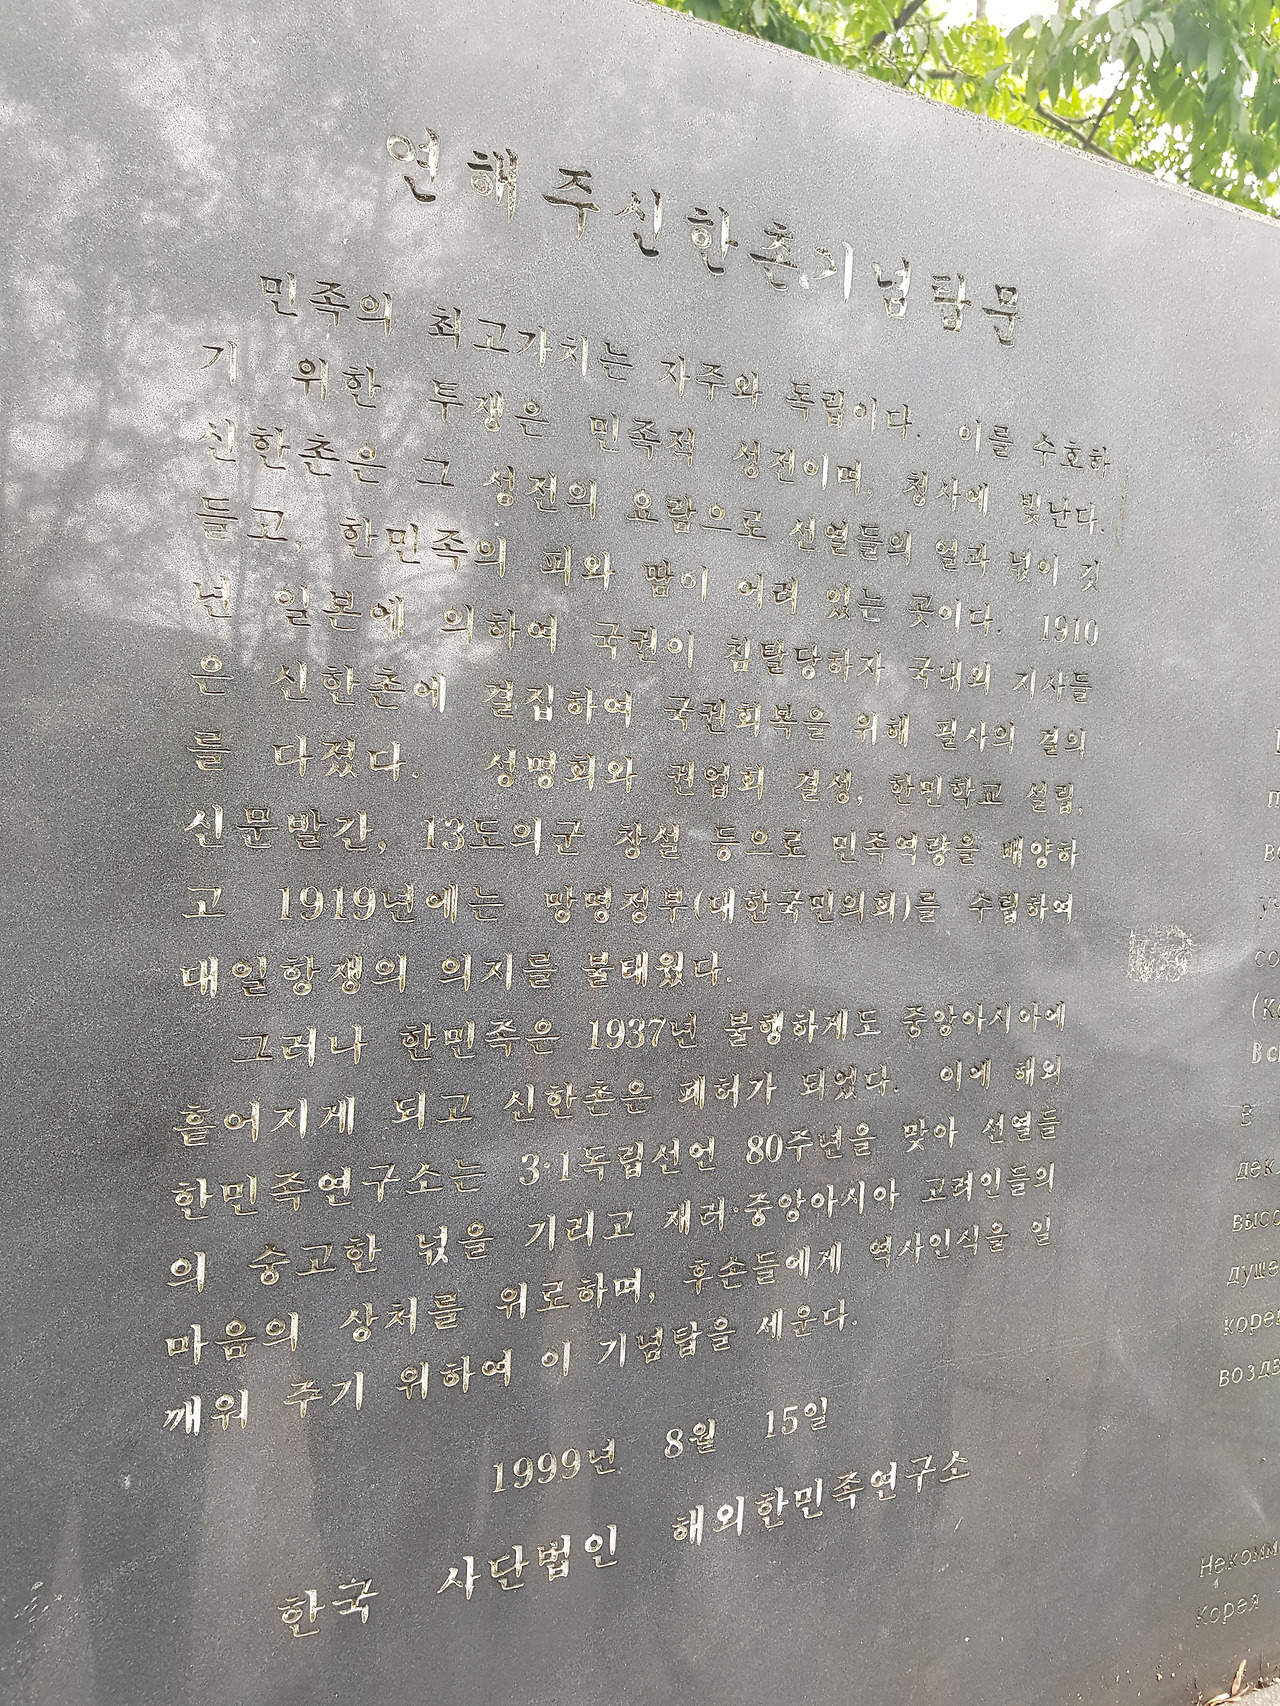 연해주신한촌기념탑문
민족의 최고가치는 자주와 독립이다. 이를 수호하
기 위한 투쟁은 민족적 성전이며, 청사에 빛난다.
신한촌은 그 성전의 요람으로 선열들의 얼과 넋이 깃
들고, 한민족의 피와 땀이 어려 있는 곳이다. 1910
년 일본에 의하여 국권이 침탈당하자 국내외 지사들
은 신한촌에 결집하여 국권회복을 위해 필사의 결의
를 다졌다. 성명회와 권업회 결성, 한민학교 설립,
신문발간, 13도의군 창설 등으로 민족역량을 배양하
고 1919년에는 망명정부(대한국민의회)를 수립하여
대일항쟁의 의지를 불태웠다.
그러나 한민족은 1937년 불행하게도 중앙아시아에
흩어지게 되고 신한촌은 폐허가 되었다. 이에 해외
한민족연구소는 3·1독립선언 80주년을 맞아 선열들
의 숭고한 넋을 기리고 재러·중앙아시아 고려인들의
마음의 상처를 위로하며, 후손들에게 역사인식을 일
깨워 주기 위하여 이 기념탑을 세운다.
1999년 8월 15일
한국 사단법인 해외한민족연구소
со
В
дек
высо
душе
корей
возд
Неком
Корея